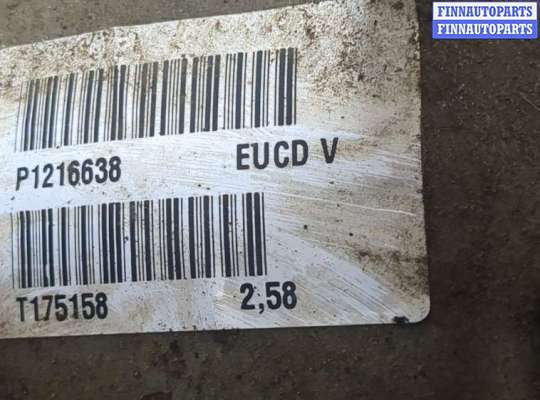 FINNAUTOPARTS
FINNAUTOPARTS
P1216638 EUCD V
T175158 2,58